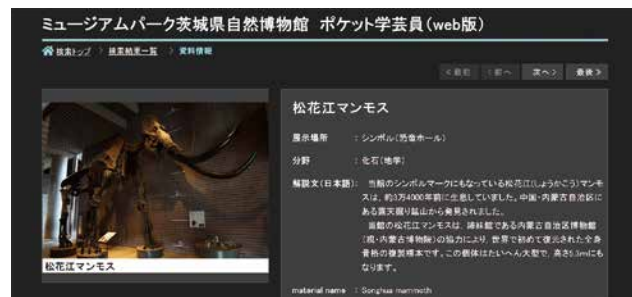 ミュージアムパーク茨城県自然博物館 ポケット学芸員(web版)
検索トップ > 検索結果一覧 > 資料情報
<最初 <前へ 次へ> 最後>
松花江マンモス
展示場所 : シンボル(恐竜ホール)
分野 : 化石(地学)
解説文(日本語): 当館のシンボルマークにもなっている松花江(しょうかこう)マンモ
スは、約3万4000年前に生息していました。中国・内蒙古自治区に
ある露天掘り鉱山から発見されました。
当館の松花江マンモスは、姉妹館である内蒙古自治区博物館
(現・内蒙古博物院)の協力により、世界で初めて復元された全身
骨格の複製標本です。この個体はたいへん大型で、高さ5.3mにも
なります。
松花江マンモス
material name : Songhua mammoth